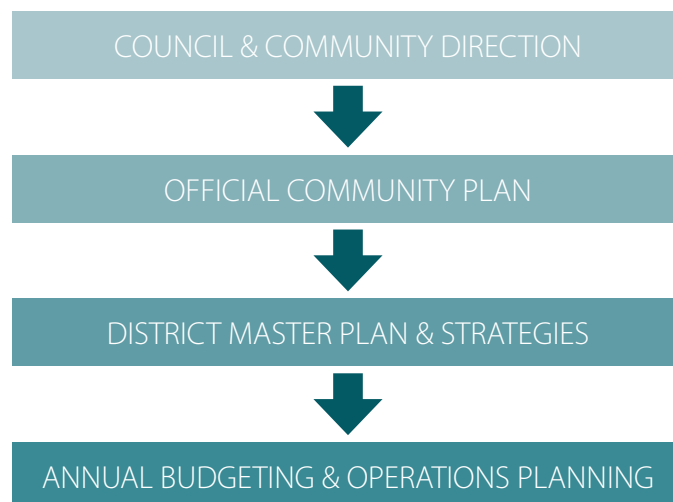 COUNCIL & COMMUNITY DIRECTION
OFFICIAL COMMUNITY PLAN
DISTRICT MASTER PLAN & STRATEGIES
ANNUAL BUDGETING & OPERATIONS PLANNING